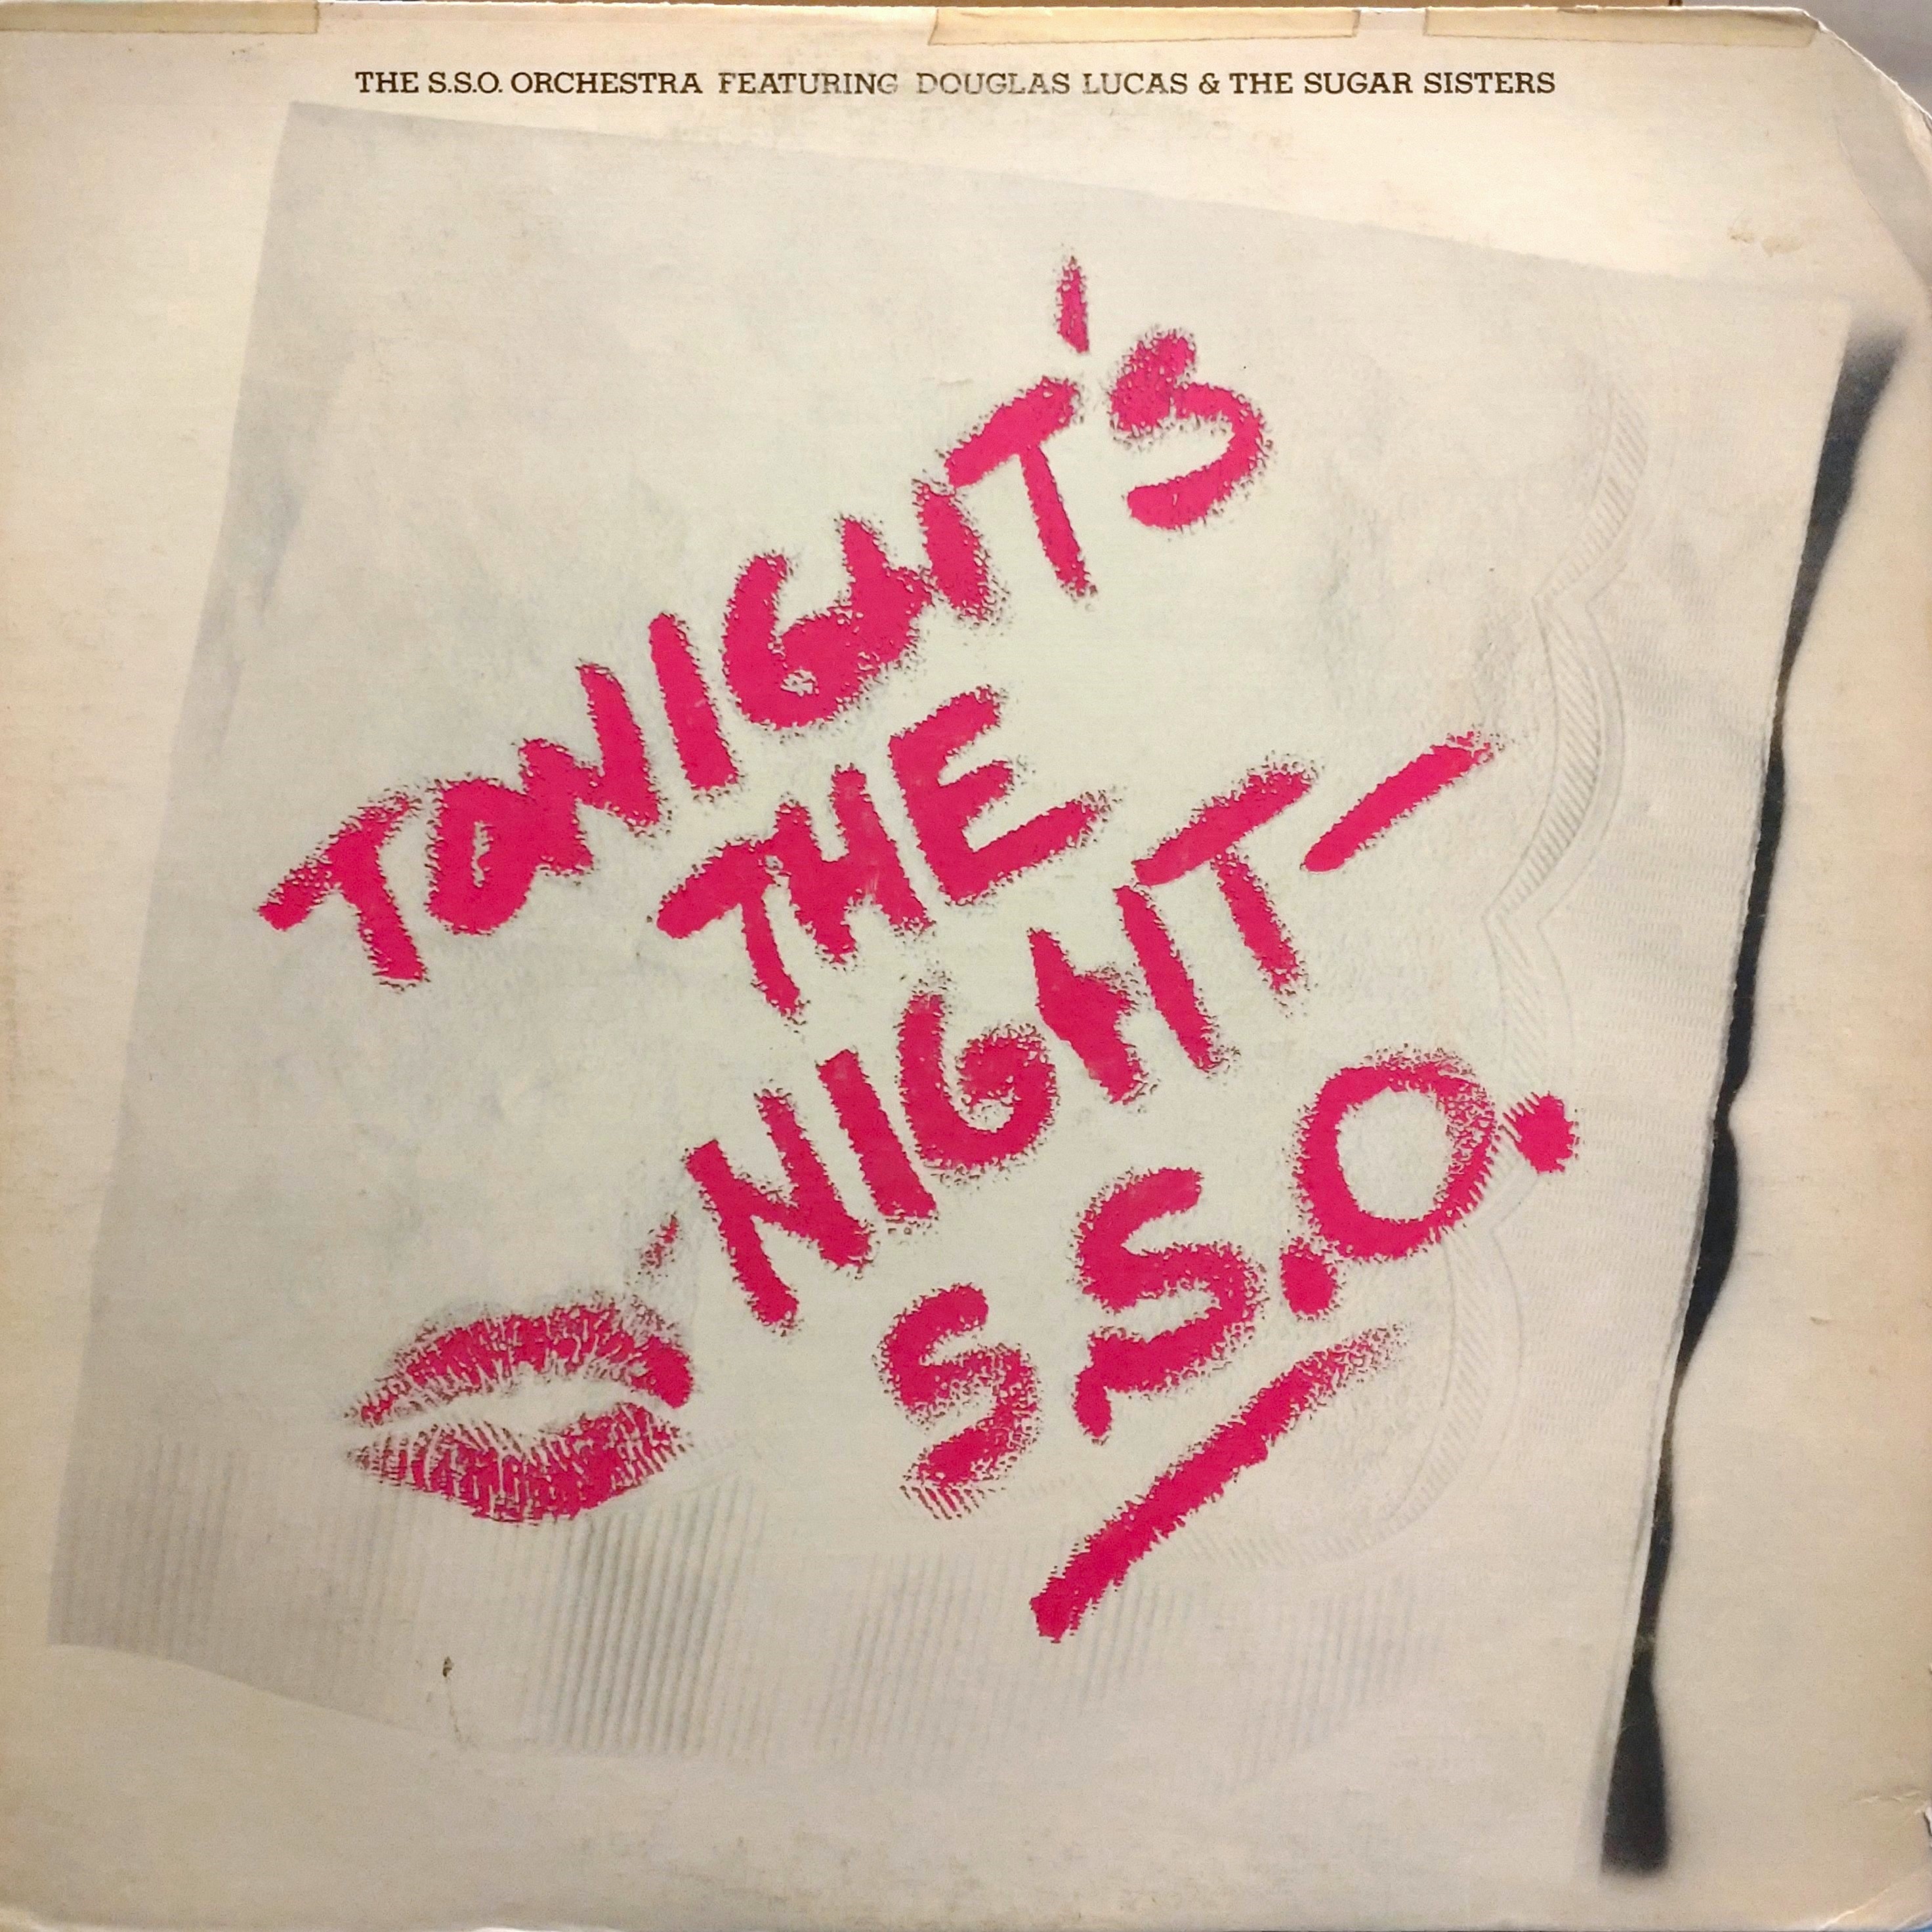 THE S.S.O. ORCHESTRA FEATURING DOUGLAS LUCAS & THE SUGAR SISTERS
TONIGHT'S
THE
NIGHT—
S.S.O.